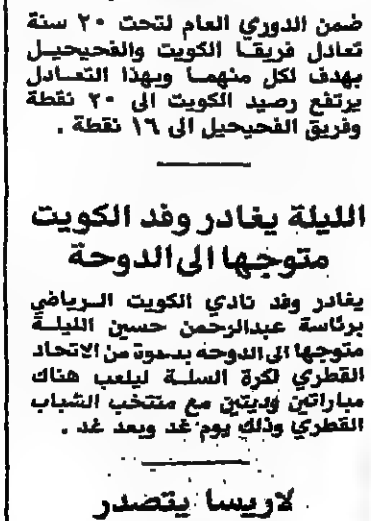 ضمن الدوري العام لتحت ٢٠ سنة
تعادل فريقا الكويت والفحيحيل
بهدف لكل منهما وبهذا التعادل
يرتفع رصيد الكويت الى ٢٠ نقطة
وفريق الفحيحيل الى ١٦ نقطة .
الليلة يغادر وفد الكويت
متوجها الى الدوحة
يغادر وفد نادي الكويت الرياضي
برئاسة عبدالرحمن حسين الليلة
متوجها الى الدوحه بدعوة من الاتحاد
القطري لكرة السلة ليلعب هناك
مباراتين وديتين مع منتخب الشباب
القطري وذلك يوم غد وبعد غد .
لاريسا يتصدر